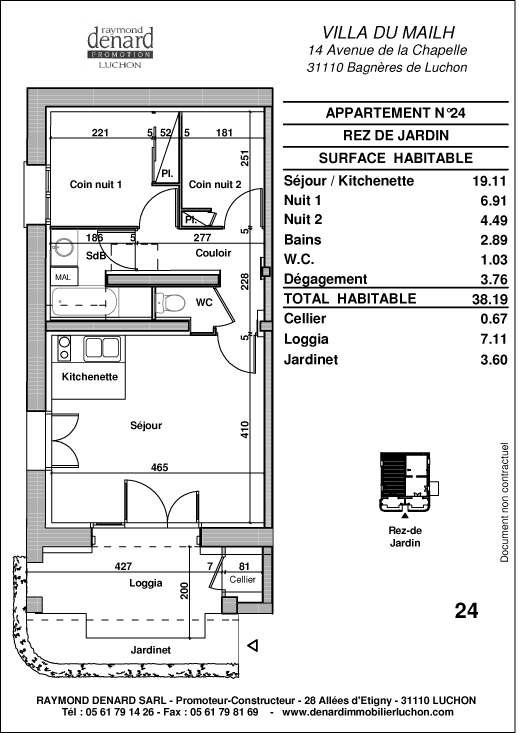 raymond
denard
PROMOTION
LUCHON
VILLA DU MAILH
14 Avenue de la Chapelle
31110 Bagnères de Luchon
APPARTEMENT N°24
REZ DE JARDIN
SURFACE HABITABLE
Séjour / Kitchenette 19.11
Nuit 1 6.91
Nuit 2 4.49
Bains 2.89
W.C. 1.03
Dégagement 3.76
TOTAL HABITABLE 38.19
Cellier 0.67
Loggia 7.11
Jardinet 3.60
221 5 52 5 181
251
Pl.
Coin nuit 1 Coin nuit 2
Pl.
5
186 5 277
SdB Couloir
MAL
228
WC
5
Kitchenette
Séjour
410
465
427 7 81
Loggia Cellier
200
Jardinet
Rez-de
Jardin
Document non contractuel
24
RAYMOND DENARD SARL - Promoteur-Constructeur - 28 Allées d'Etigny - 31110 LUCHON
Tél : 05 61 79 14 26 - Fax : 05 61 79 81 69 - www.denardimmobilierluchon.com